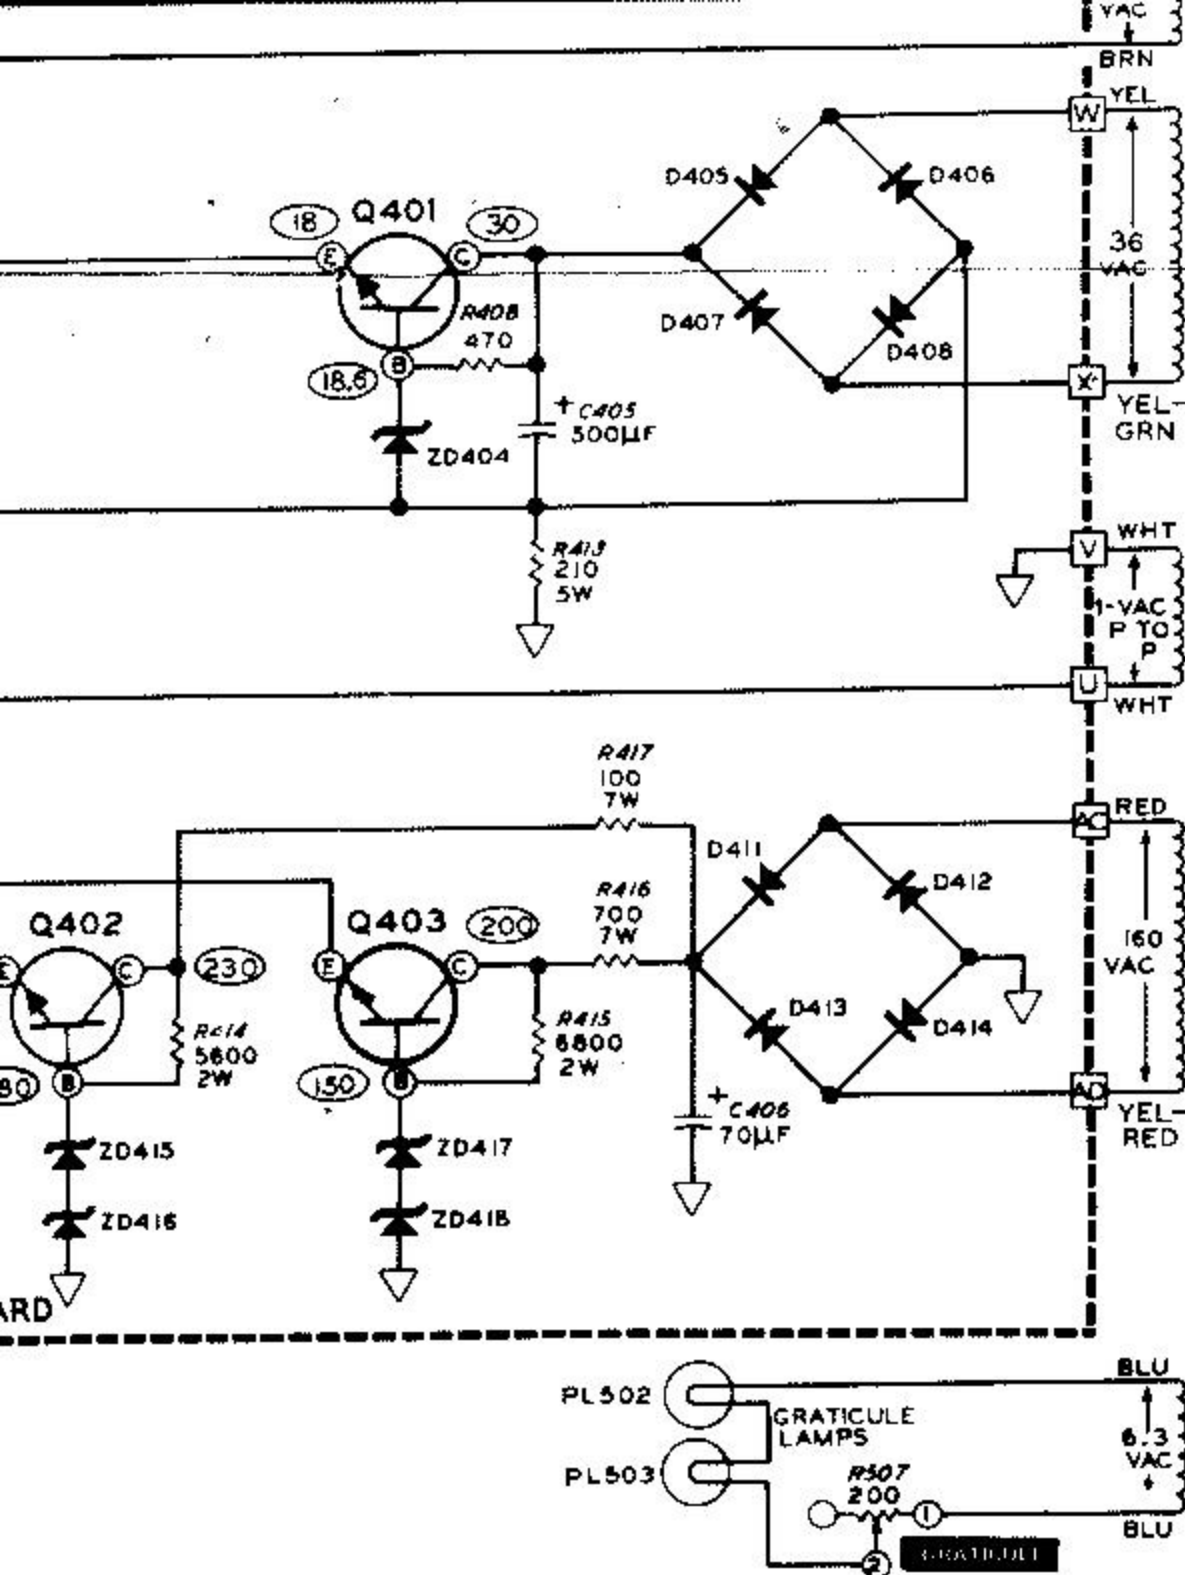 VAC
BRN
YEL
W
D405
D406
Q401
18
30
E
C
36
VAC
R408
470
D407
D408
B
18.6
X
YEL-
GRN
+
C405
500µF
ZD404
WHT
V
R413
210
5W
1-VAC
P TO
P
U
WHT
R417
100
7W
RED
AC
D411
D412
R416
700
7W
Q402
Q403
200
E
C
230
E
C
160
VAC
D413
D414
R414
5600
2W
R415
6800
2W
80
B
150
B
AD
+
C406
70µF
YEL-
RED
ZD415
ZD417
ZD416
ZD418
ARD
BLU
PL502
GRATICULE
LAMPS
6.3
VAC
PL503
R507
200
1
BLU
2
GRATICULE